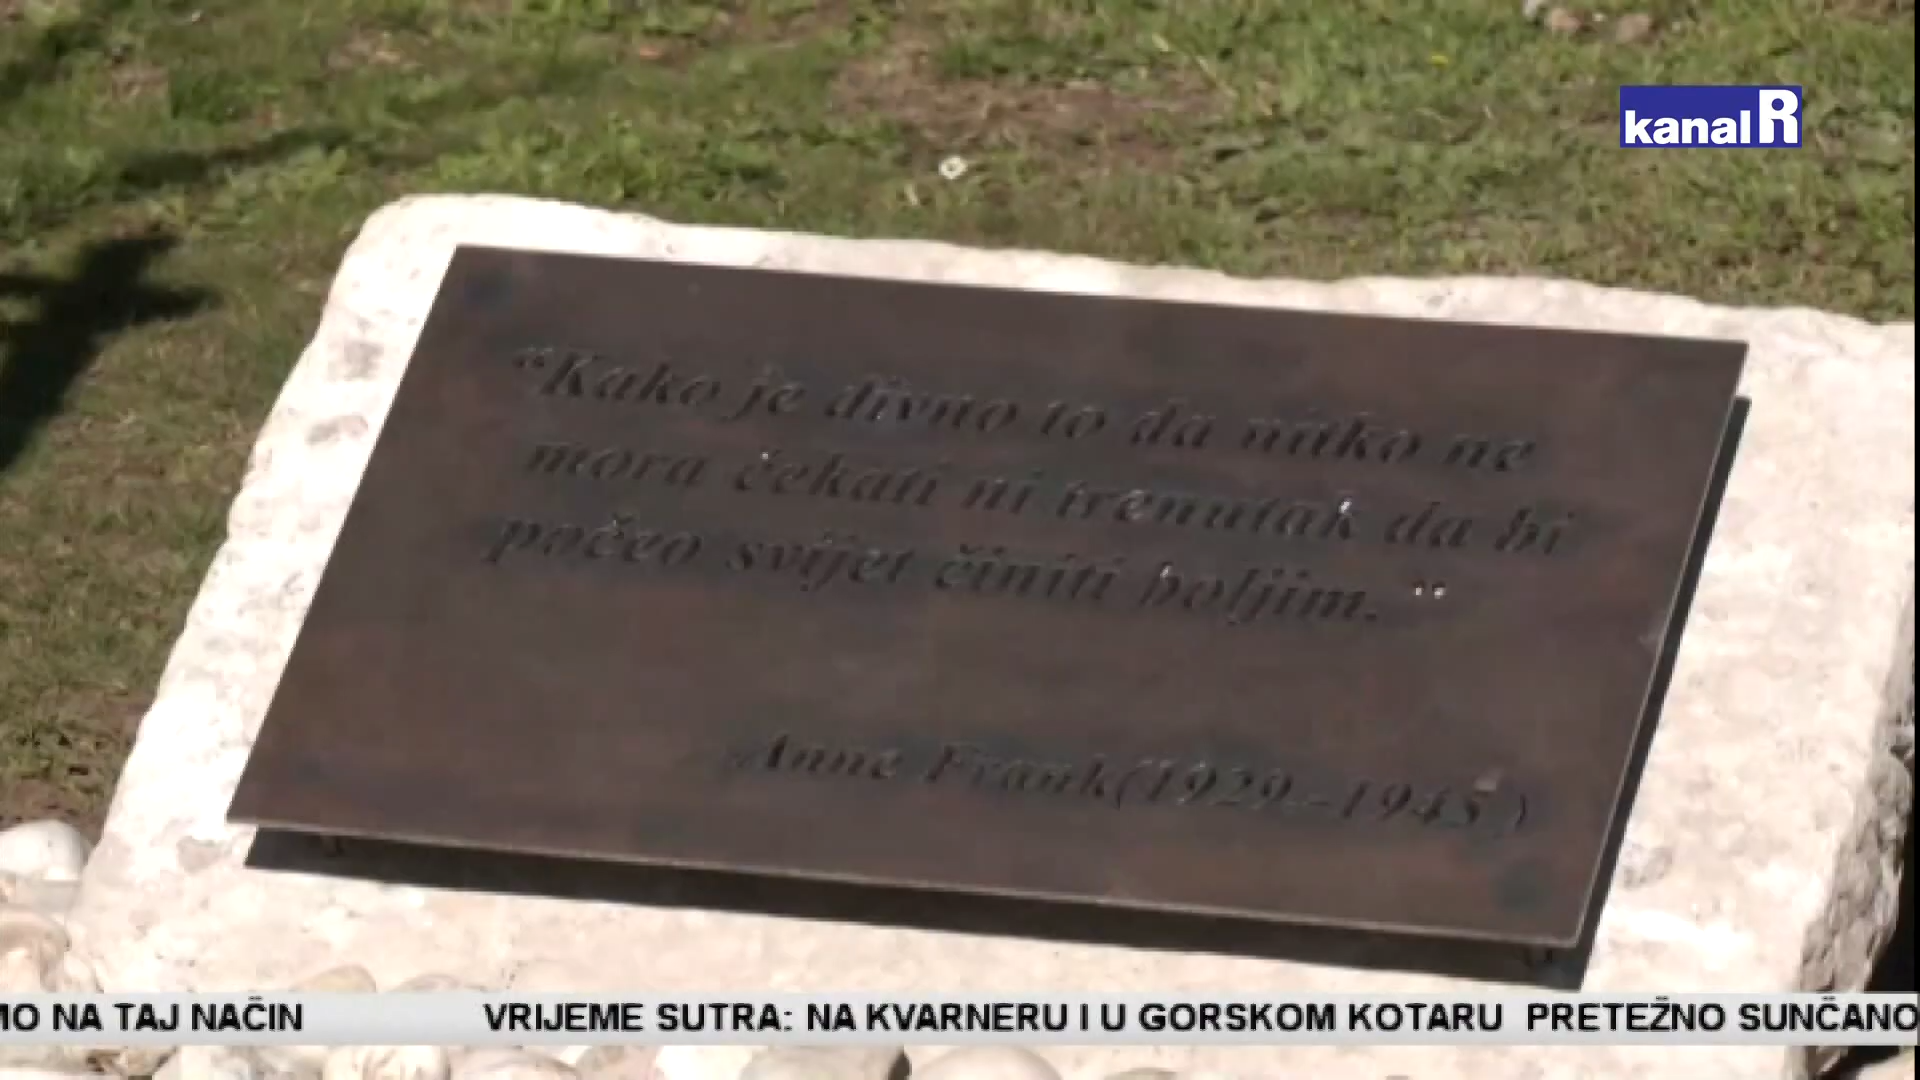 kanal R
“Kako je divno to da nitko ne
mora čekati ni trenutak da bi
počeo svijet činiti boljim.”
Anne Frank(1929.-1945.)
MO NA TAJ NAČIN VRIJEME SUTRA: NA KVARNERU I U GORSKOM KOTARU PRETEŽNO SUNČANO